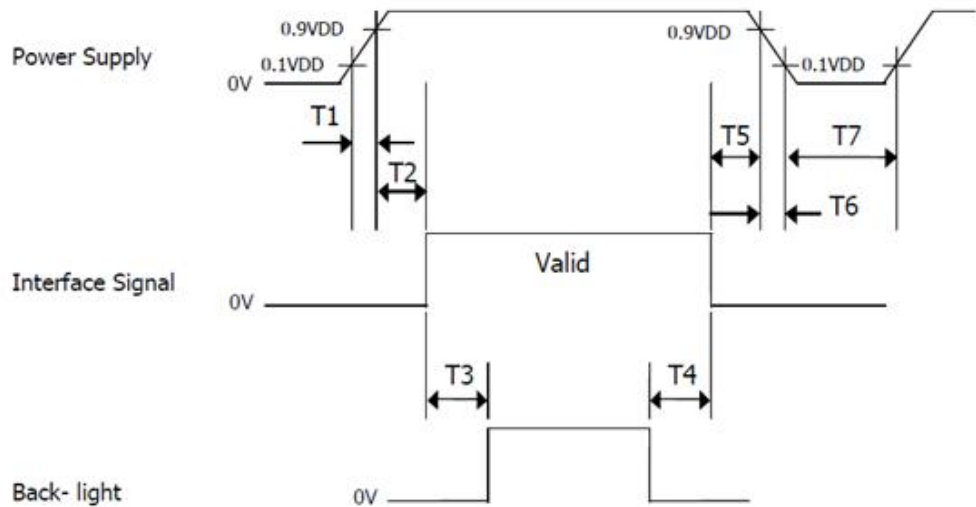 Power Supply
0.9VDD
0.9VDD
0.1VDD
0.1VDD
0V
T1
T2
T5
T7
T6
Interface Signal
Valid
0V
T3
T4
Back- light
0V